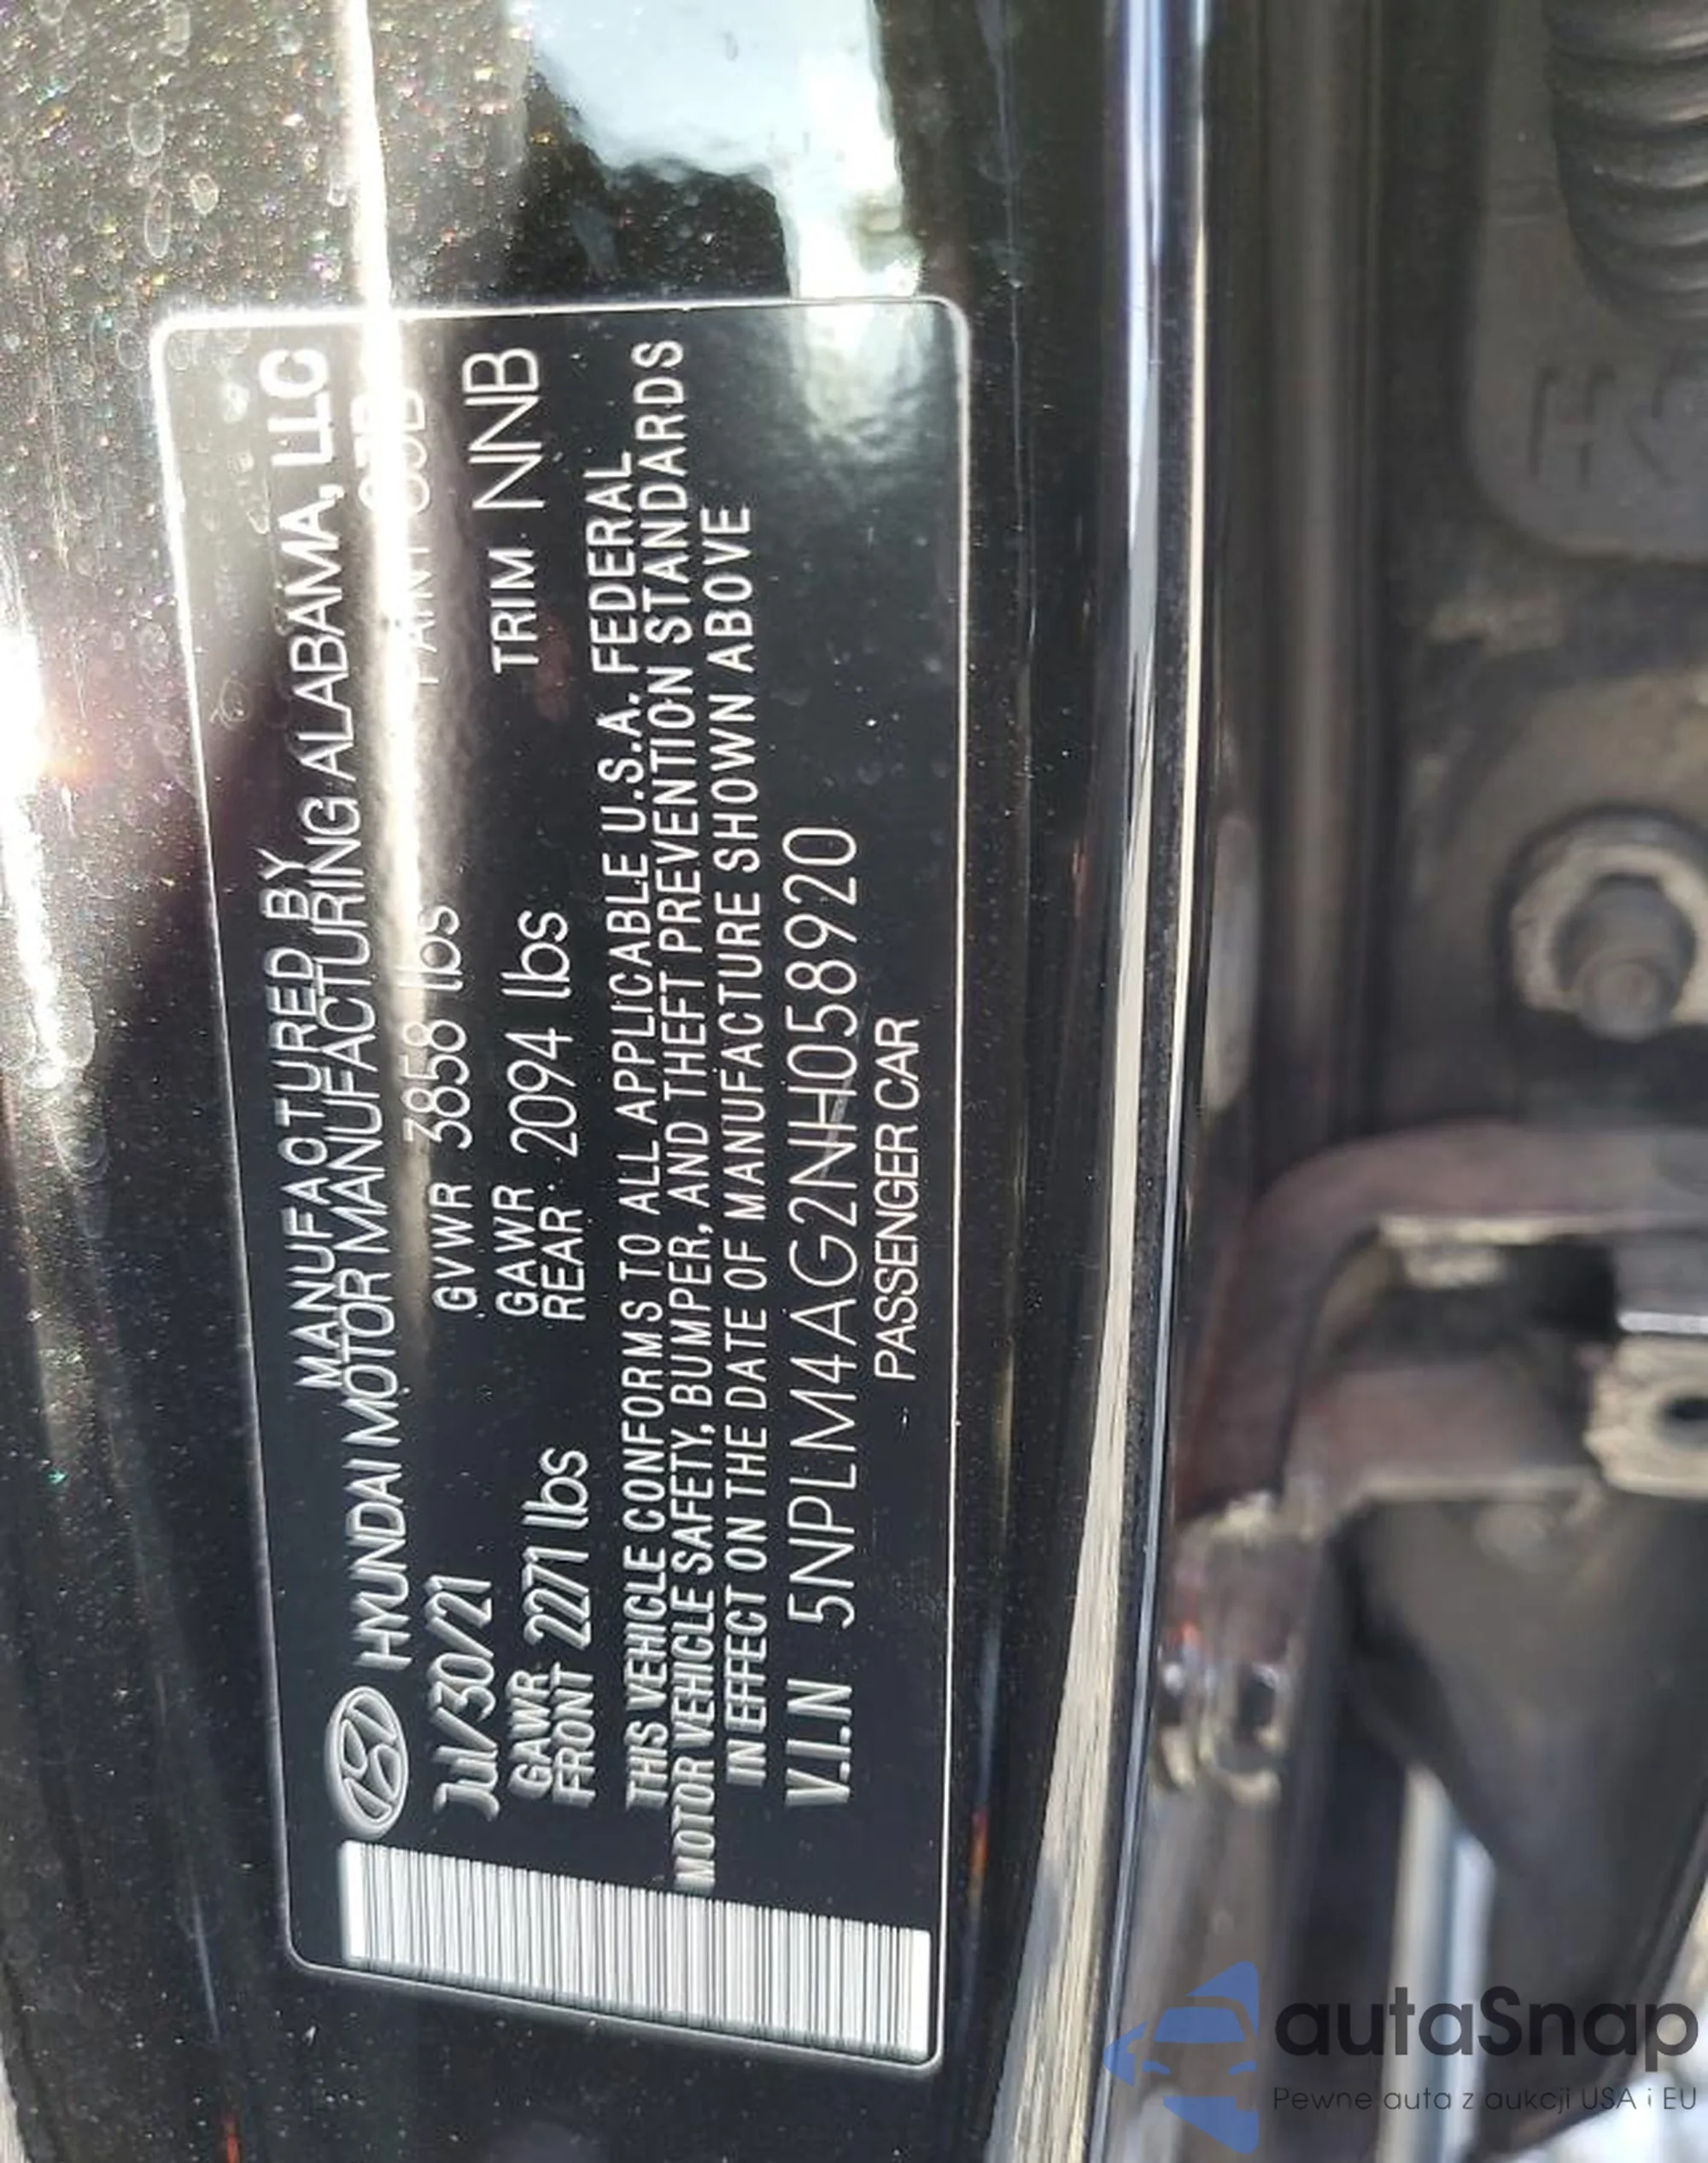 MANUFACTURED BY
HYUNDAI MOTOR MANUFACTURING ALABAMA, LLC
Jul/30/21 GVWR 3858 lbs PAINT
GAWR FRONT 2271 lbs GAWR REAR 2094 lbs TRIM NNB
THIS VEHICLE CONFORMS TO ALL APPLICABLE U.S.A. FEDERAL
MOTOR VEHICLE SAFETY, BUMPER, AND THEFT PREVENTION STANDARDS
IN EFFECT ON THE DATE OF MANUFACTURE SHOWN ABOVE
V.I.N 5NPLM4AG2NH058920
PASSENGER CAR
autaSnap
Pewne auta z aukcji USA i EU